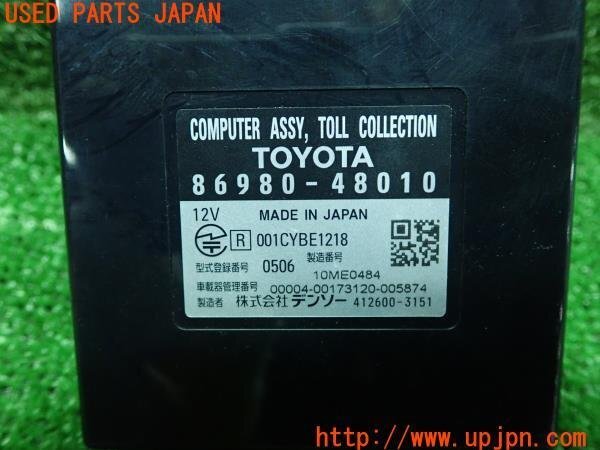 USED PARTS JAPAN
COMPUTER ASSY, TOLL COLLECTION
TOYOTA
86980-48010
12V MADE IN JAPAN
R 001CYBE1218
型式登録番号 0506 製造番号 10ME0484
車載器管理番号 00004-00173120-005874
製造者 株式会社デンソー 412600-3151
http://www.upjpn.com/